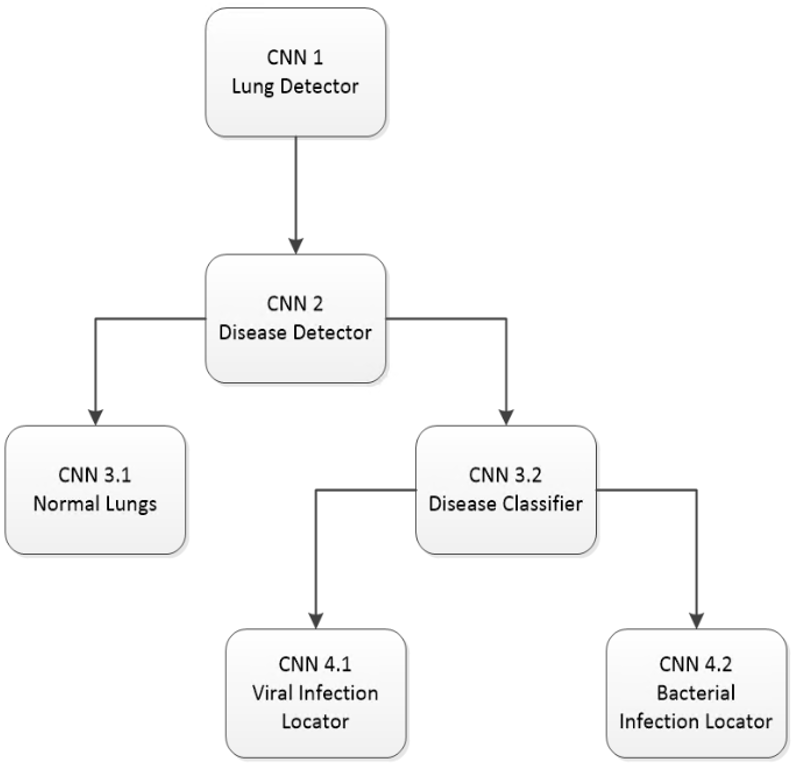 CNN 1
Lung Detector
CNN 2
Disease Detector
CNN 3.1
Normal Lungs
CNN 3.2
Disease Classifier
CNN 4.1
Viral Infection
Locator
CNN 4.2
Bacterial
Infection Locator